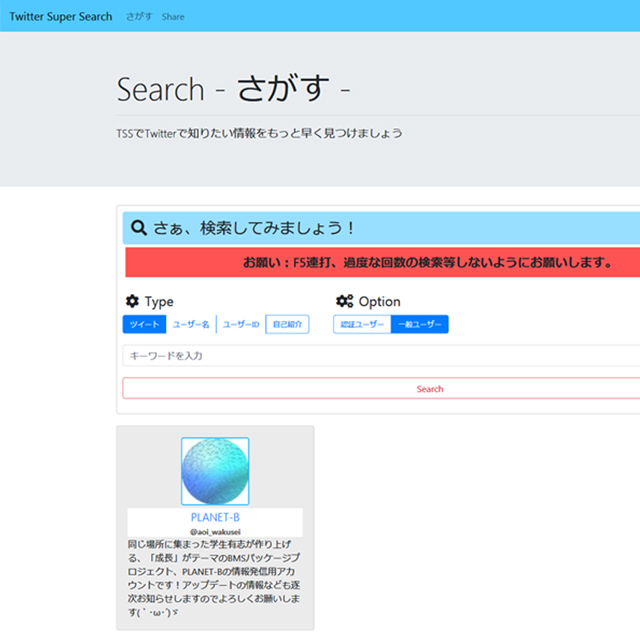 Twitter Super Search さがす Share
Search - さがす -
TSSでTwitterで知りたい情報をもっと早く見つけましょう
さぁ、検索してみましょう！
お願い：F5連打、過度な回数の検索等しないようにお願いします。
Type Option
ツイート ユーザー名 ユーザーID 自己紹介 認証ユーザー 一般ユーザー
キーワードを入力
Search
PLANET-B
@aoi_wakusei
同じ場所に集まった学生有志が作り上げ
る、「成長」がテーマのBMSパッケージプ
ロジェクト、PLANET-Bの情報発信用アカ
ウントです！アップデートの情報なども逐
次お知らせしますのでよろしくお願いしま
す(｀･ω･´)ゞ